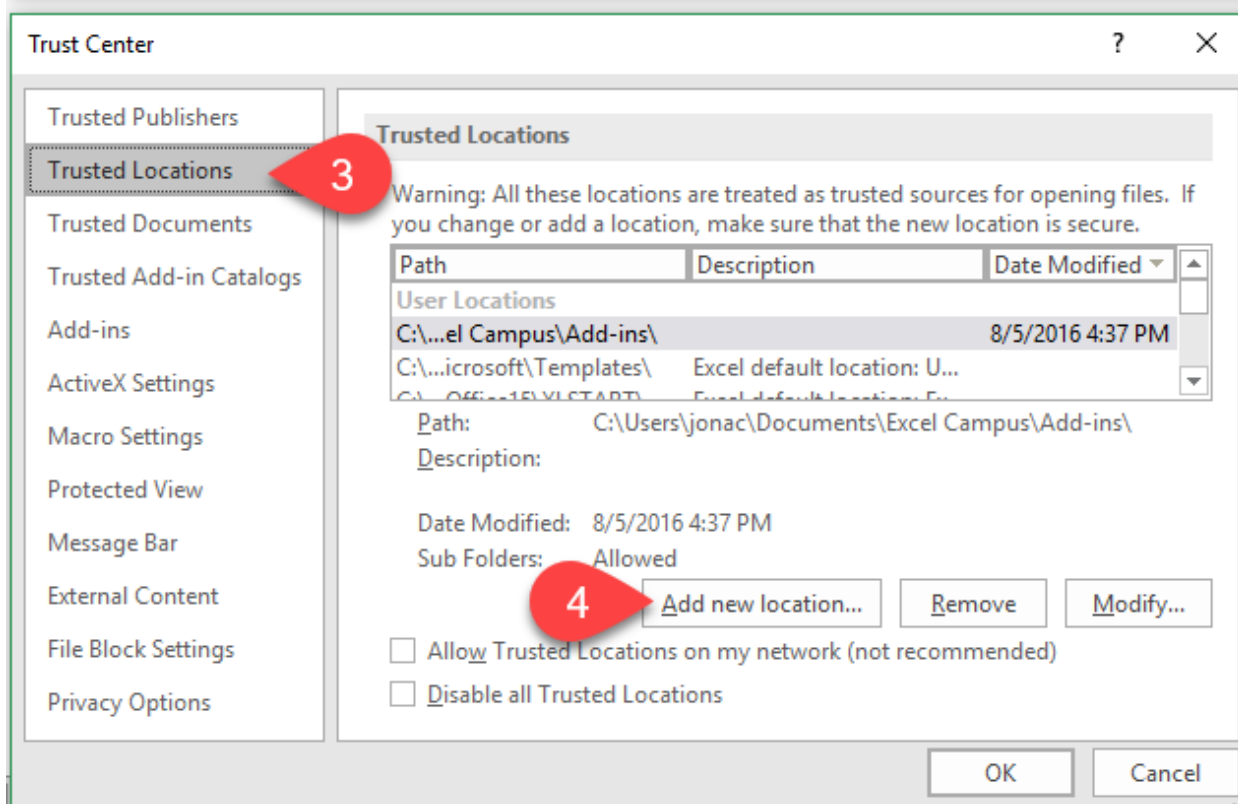 Trust Center
?
Trusted Publishers
Trusted Locations
Trusted Documents
Trusted Add-in Catalogs
Add-ins
ActiveX Settings
Macro Settings
Protected View
Message Bar
External Content
File Block Settings
Privacy Options
3
Trusted Locations
Warning: All these locations are treated as trusted sources for opening files. If
you change or add a location, make sure that the new location is secure.
Path Description Date Modified
User Locations
C:\...el Campus\Add-ins\ 8/5/2016 4:37 PM
C:\...icrosoft\Templates\ Excel default location: U...
Path: C:\Users\jonac\Documents\Excel Campus\Add-ins\
Description:
Date Modified: 8/5/2016 4:37 PM
Sub Folders: Allowed
4
Add new location... Remove Modify...
Allow Trusted Locations on my network (not recommended)
Disable all Trusted Locations
OK Cancel